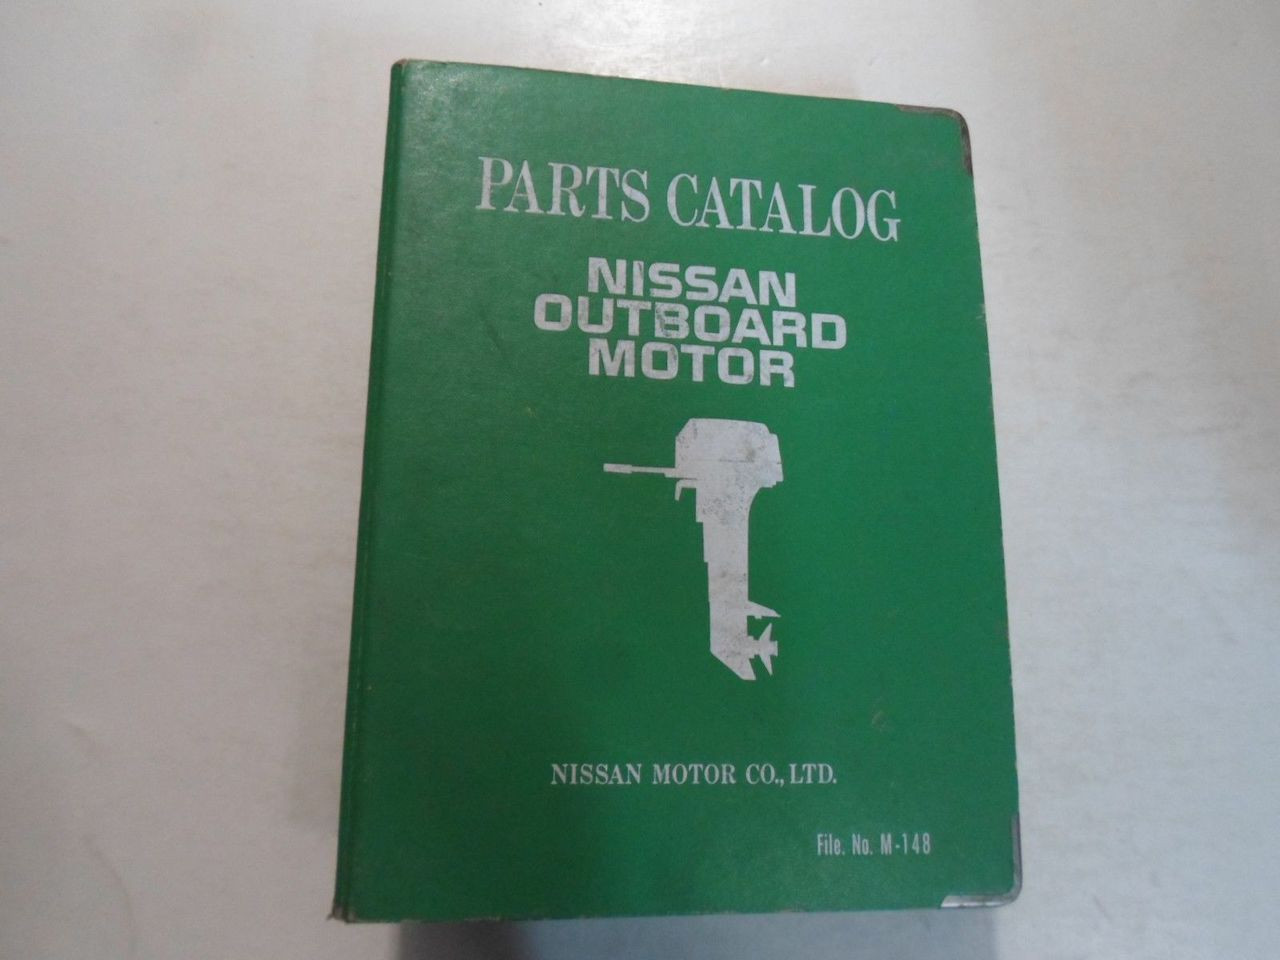 PARTS CATALOG
NISSAN
OUTBOARD
MOTOR
NISSAN MOTOR CO., LTD.
File. No. M-148